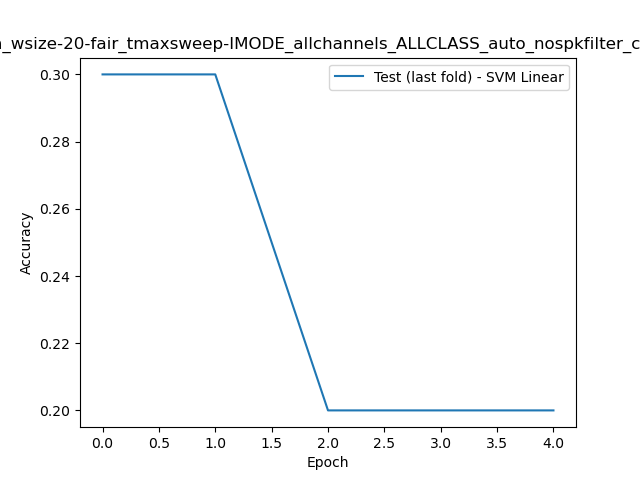 _wsize-20-fair_tmaxsweep-IMODE_allchannels_ALLCLASS_auto_nospkfilter_c
Test (last fold) - SVM Linear
0.30
0.28
0.26
0.24
0.22
0.20
Accuracy
0.0 0.5 1.0 1.5 2.0 2.5 3.0 3.5 4.0
Epoch